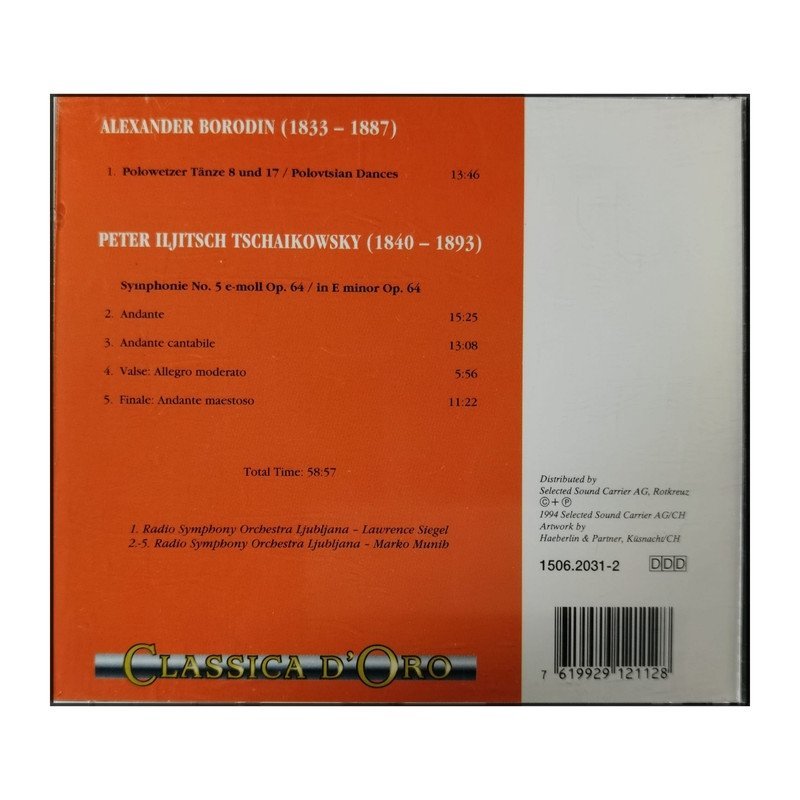 ALEXANDER BORODIN (1833 – 1887)
1. Polowetzer Tänze 8 und 17 / Polovtsian Dances 13:46
PETER ILJITSCH TSCHAIKOWSKY (1840 – 1893)
Symphonie No. 5 e-moll Op. 64 / in E minor Op. 64
2. Andante 15:25
3. Andante cantabile 13:08
4. Valse: Allegro moderato 5:56
5. Finale: Andante maestoso 11:22
Total Time: 58:57
1. Radio Symphony Orchestra Ljubljana – Lawrence Siegel
2.-5. Radio Symphony Orchestra Ljubljana – Marko Munih
CLASSICA D'ORO
Distributed by
Selected Sound Carrier AG, Rotkreuz
© + ℗
1994 Selected Sound Carrier AG/CH
Artwork by
Haeberlin & Partner, Küsnacht/CH
1506.2031-2 DDD
7 619929 121128